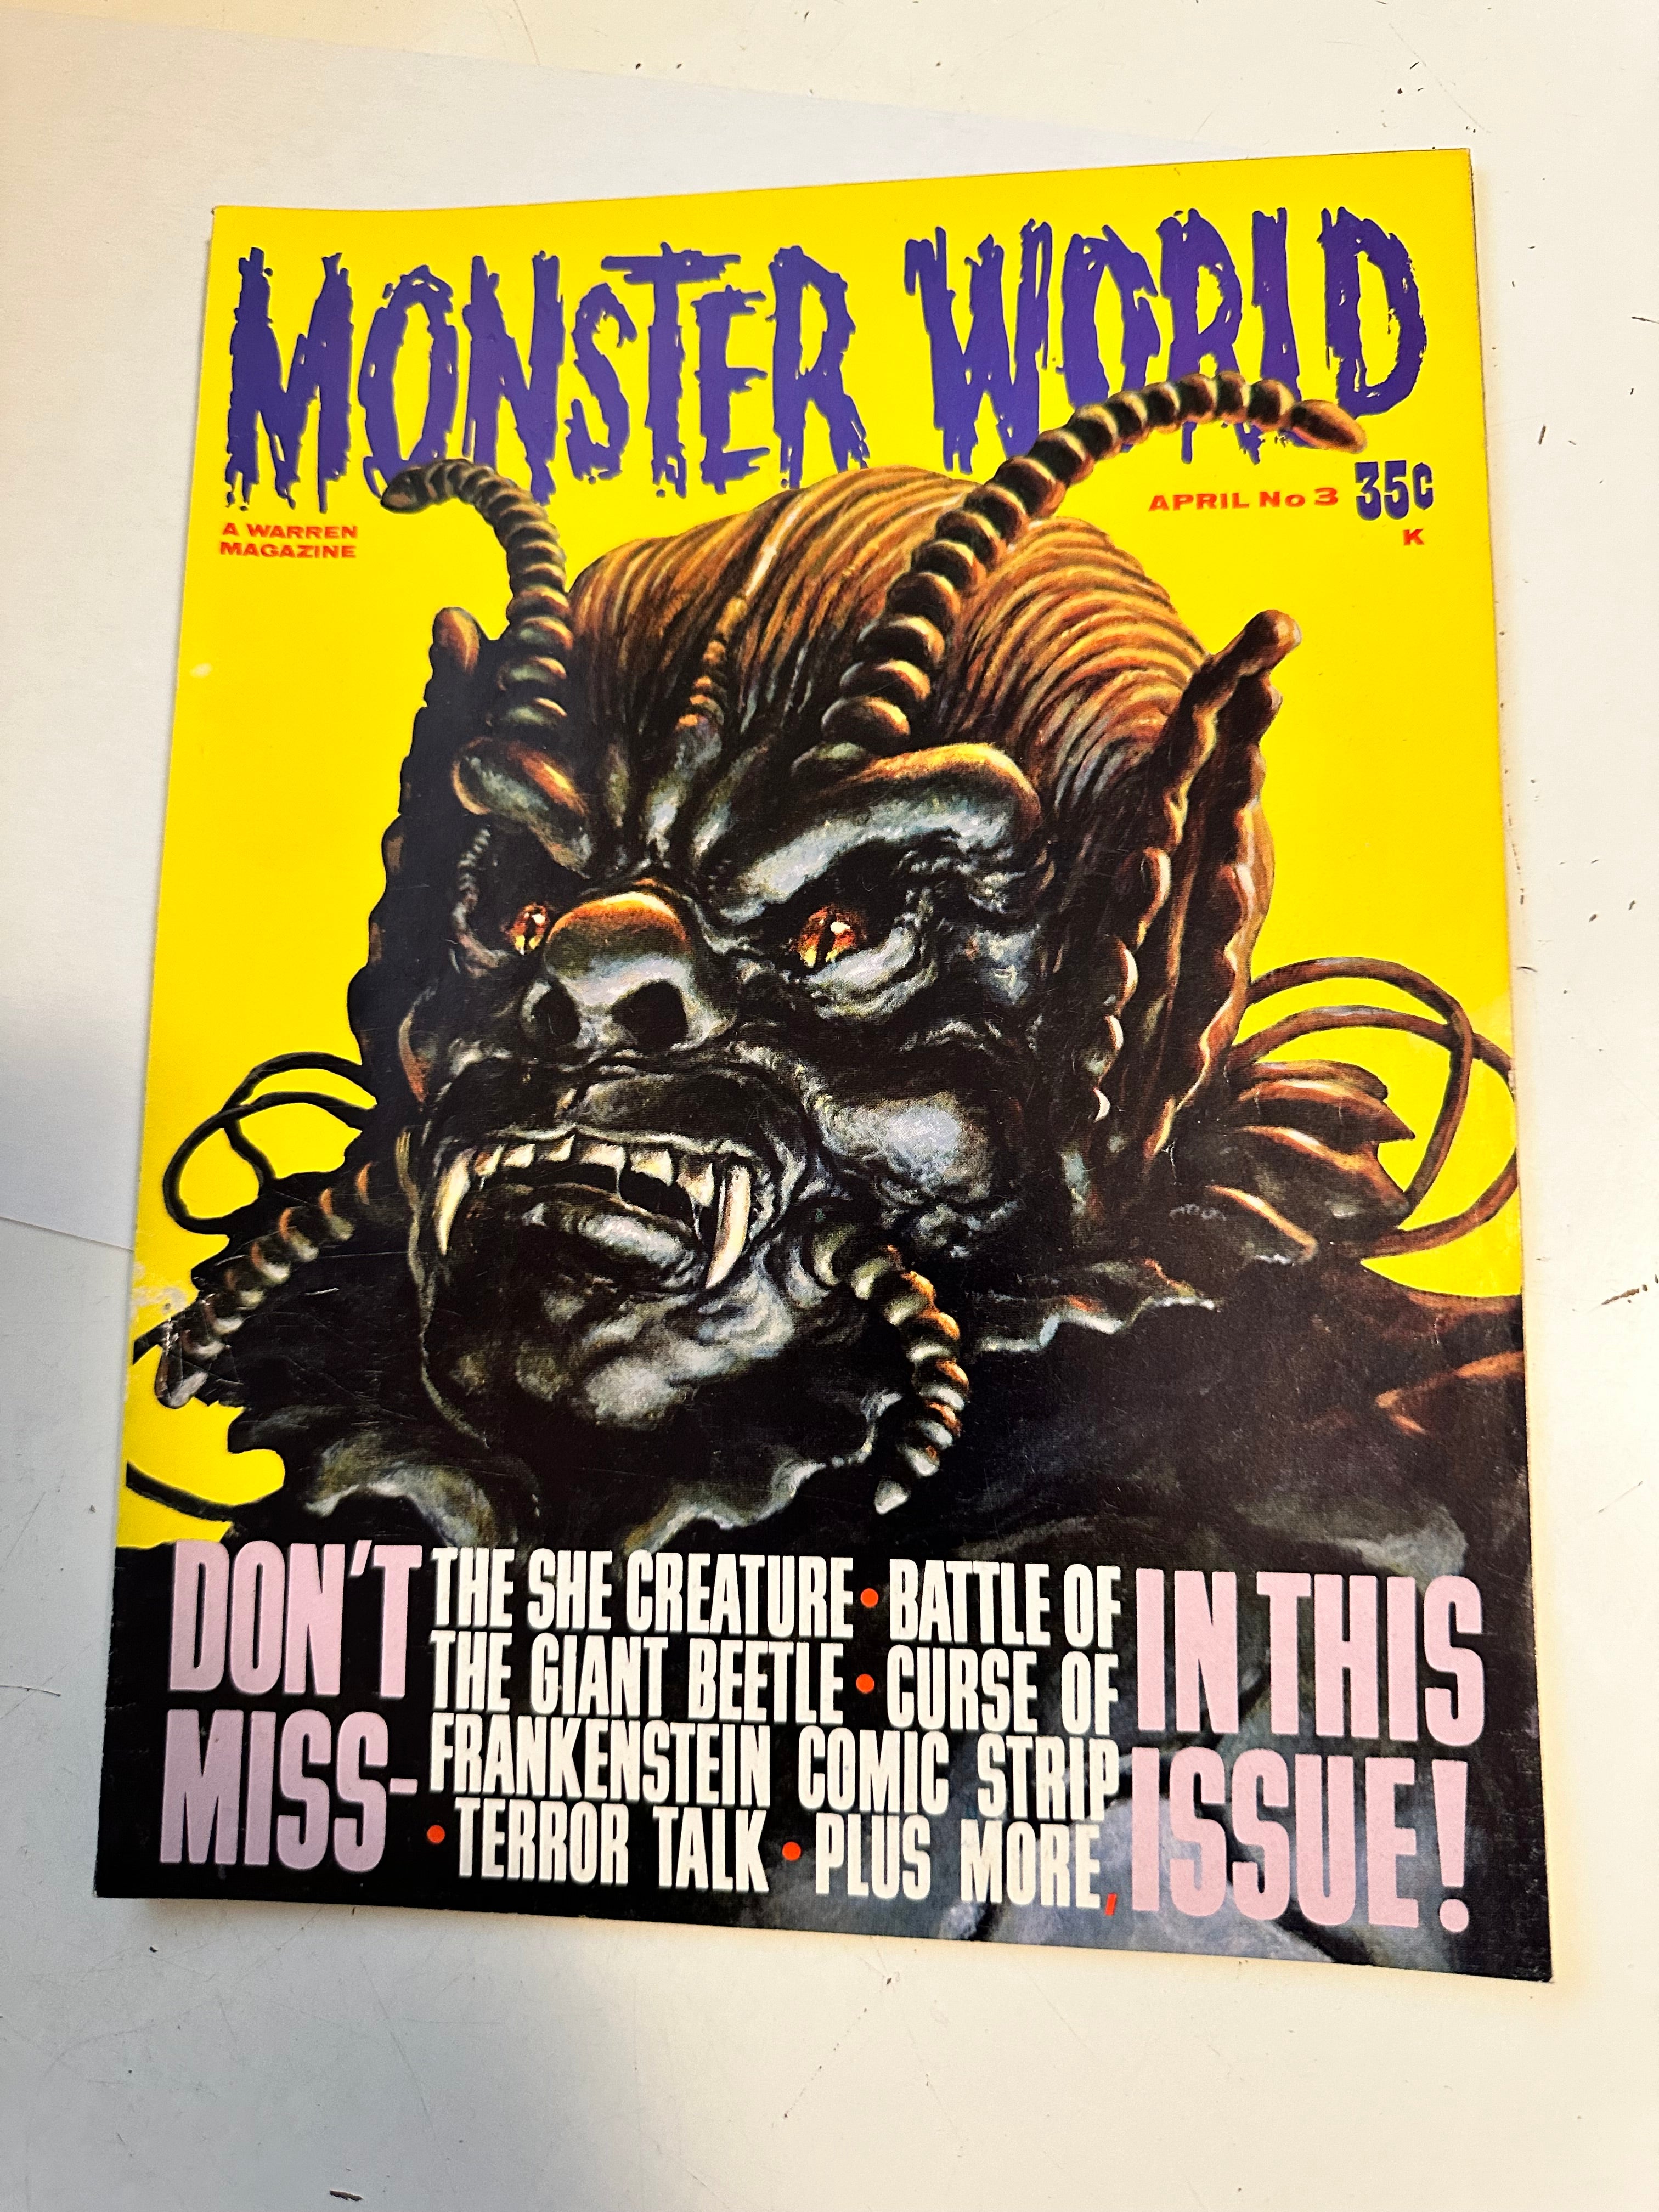 MONSTER WORLD
A WARREN
MAGAZINE
APRIL No 3 35¢
K
DON'T
MISS-
THE SHE CREATURE • BATTLE OF
THE GIANT BEETLE • CURSE OF
FRANKENSTEIN COMIC STRIP
• TERROR TALK • PLUS MORE,
IN THIS
ISSUE!